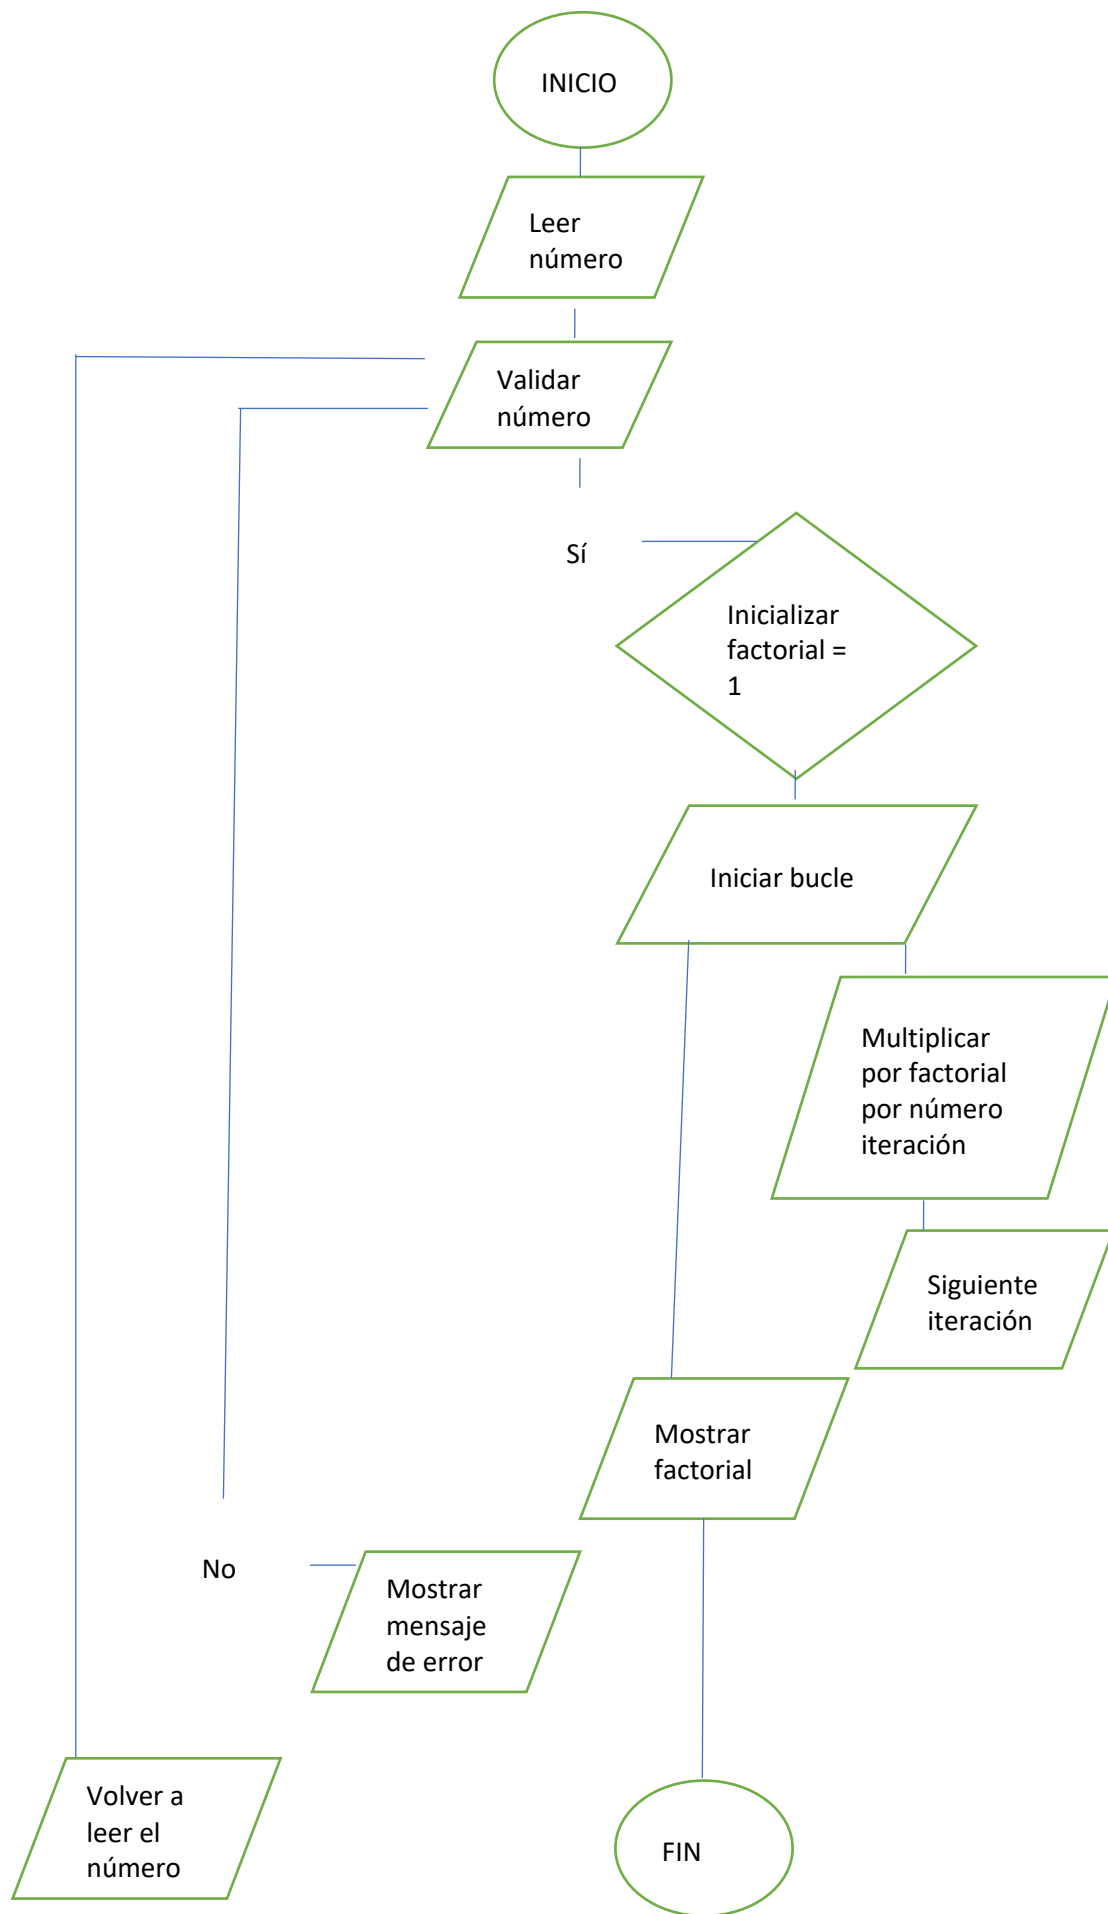 INICIO
Leer
número
Validar
número
Sí
Inicializar
factorial =
1
Iniciar bucle
Multiplicar
por factorial
por número
iteración
Siguiente
iteración
Mostrar
factorial
No
Mostrar
mensaje
de error
Volver a
leer el
número
FIN